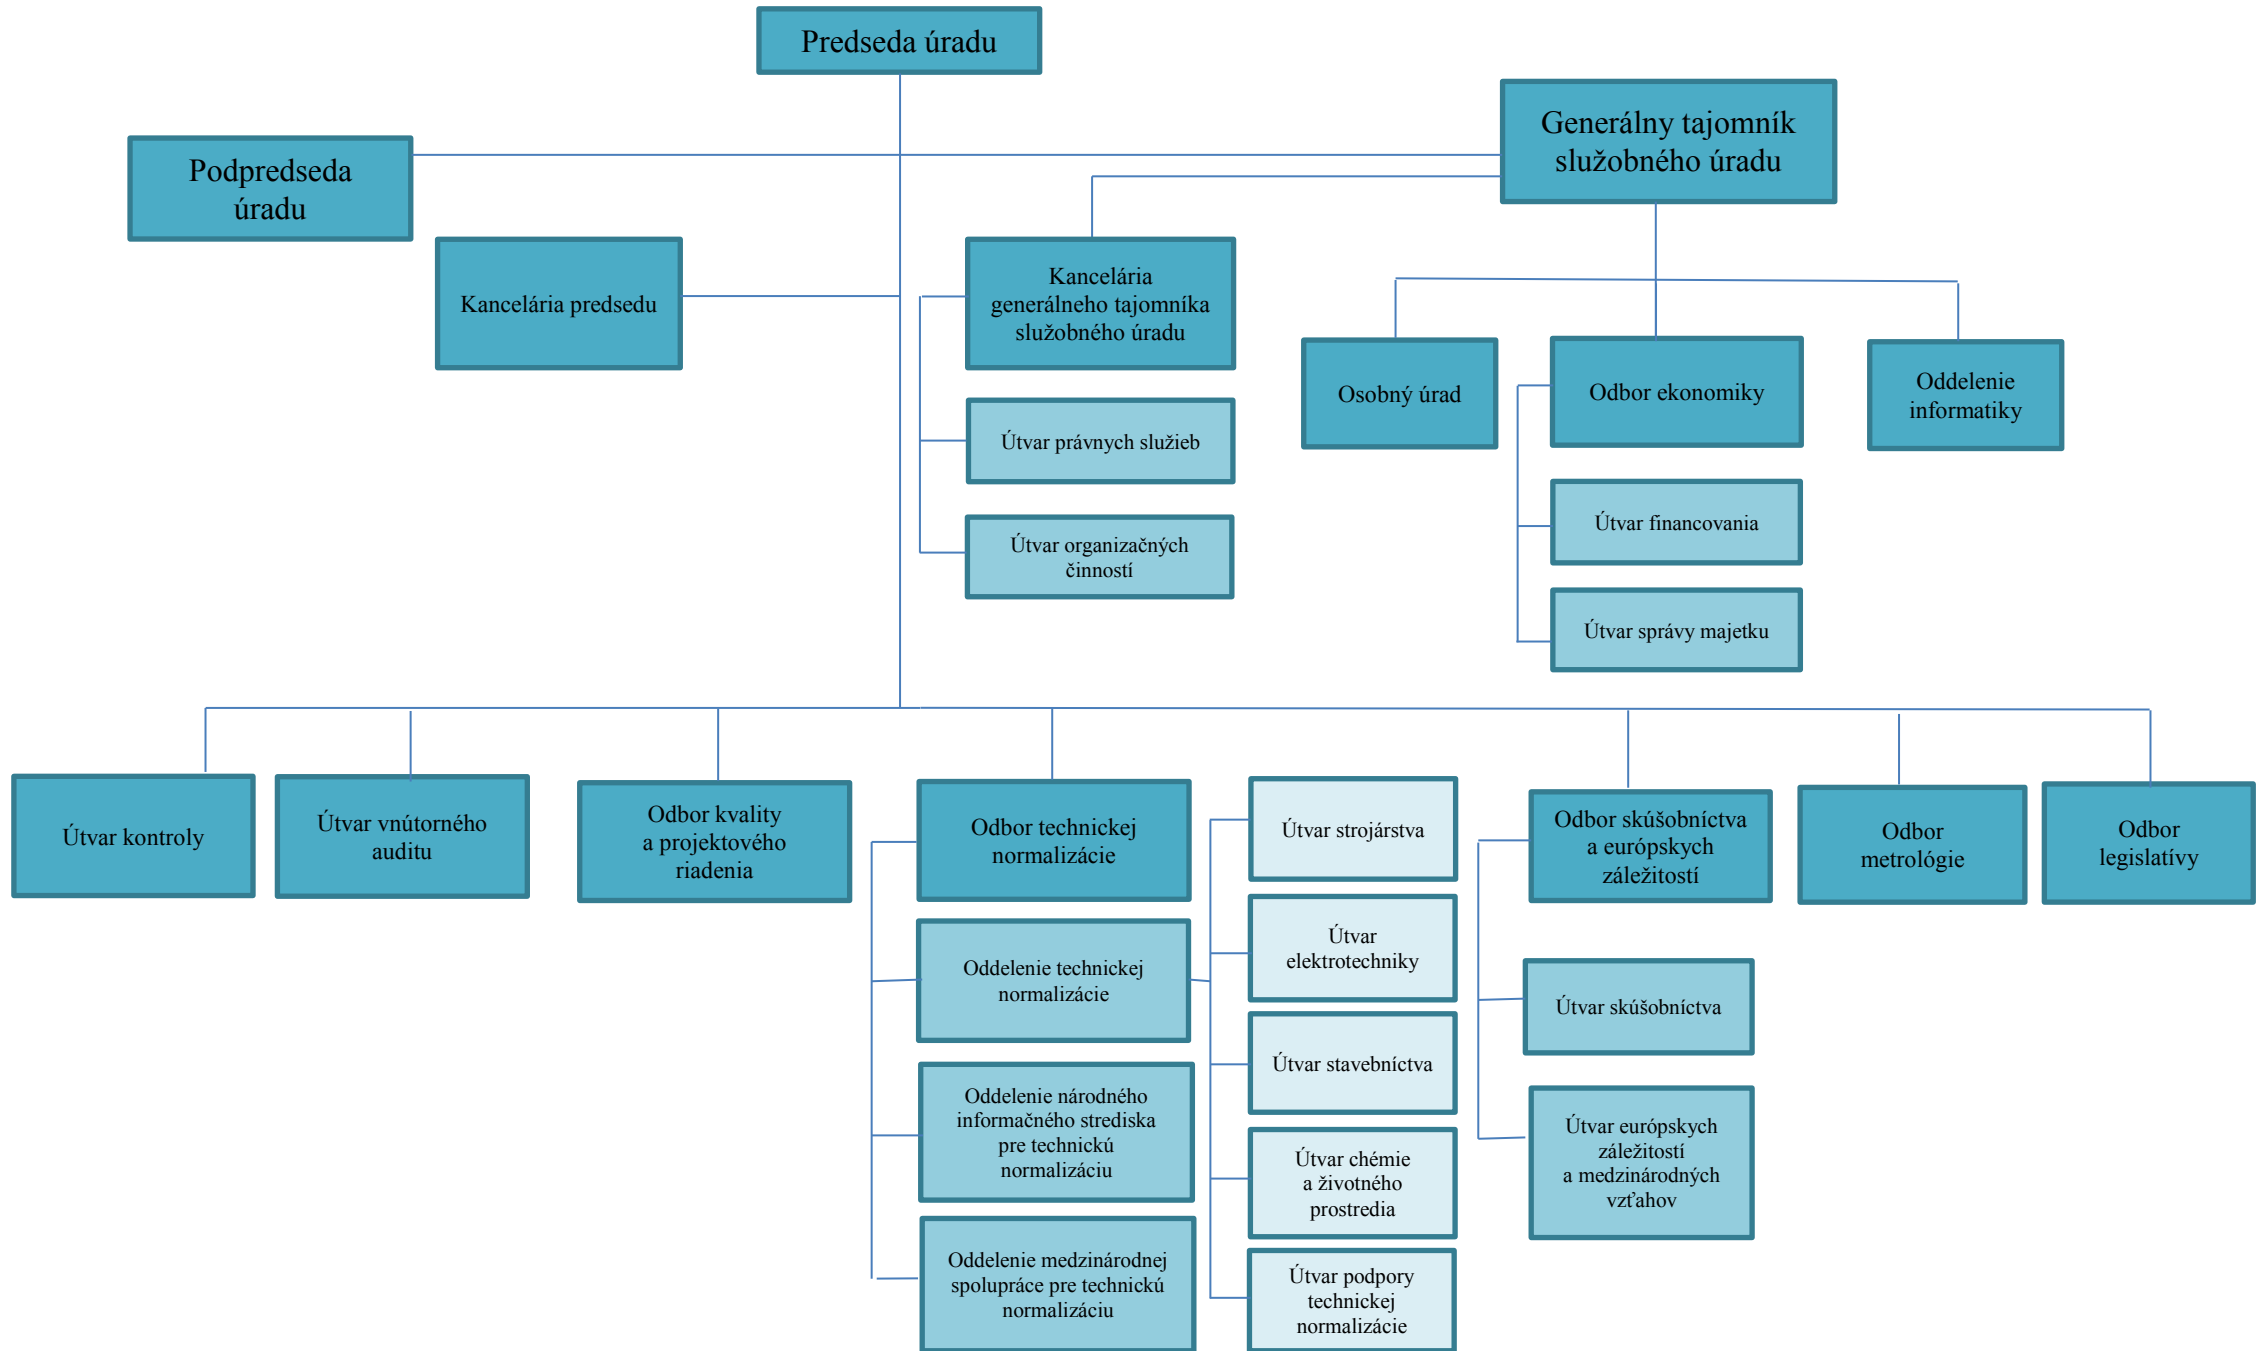 Predseda úradu
Generálny tajomník
služobného úradu
Podpredseda
úradu
Kancelária predsedu
Kancelária
generálneho tajomníka
služobného úradu
Osobný úrad
Odbor ekonomiky
Oddelenie
informatiky
Útvar právnych služieb
Útvar organizačných
činností
Útvar financovania
Útvar správy majetku
Útvar kontroly
Útvar vnútorného
auditu
Odbor kvality
a projektového
riadenia
Odbor technickej
normalizácie
Oddelenie technickej
normalizácie
Oddelenie národného
informačného strediska
pre technickú
normalizáciu
Oddelenie medzinárodnej
spolupráce pre technickú
normalizáciu
Útvar strojárstva
Útvar
elektrotechniky
Útvar stavebníctva
Útvar chémie
a životného
prostredia
Útvar podpory
technickej
normalizácie
Odbor skúšobníctva
a európskych
záležitostí
Útvar skúšobníctva
Útvar európskych
záležitostí
a medzinárodných
vzťahov
Odbor
metrológie
Odbor
legislatívy